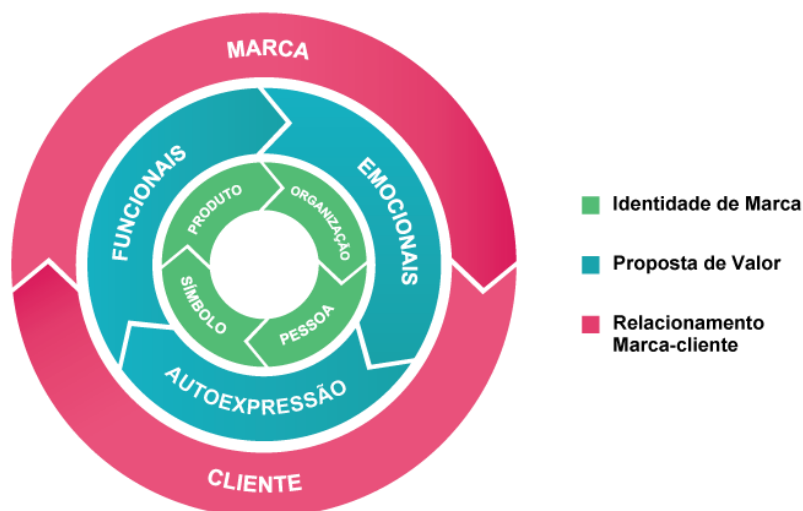 MARCA
FUNCIONAIS
EMOCIONAIS
PRODUTO
ORGANIZAÇÃO
SÍMBOLO
PESSOA
AUTOEXPRESSÃO
CLIENTE
Identidade de Marca
Proposta de Valor
Relacionamento
Marca-cliente